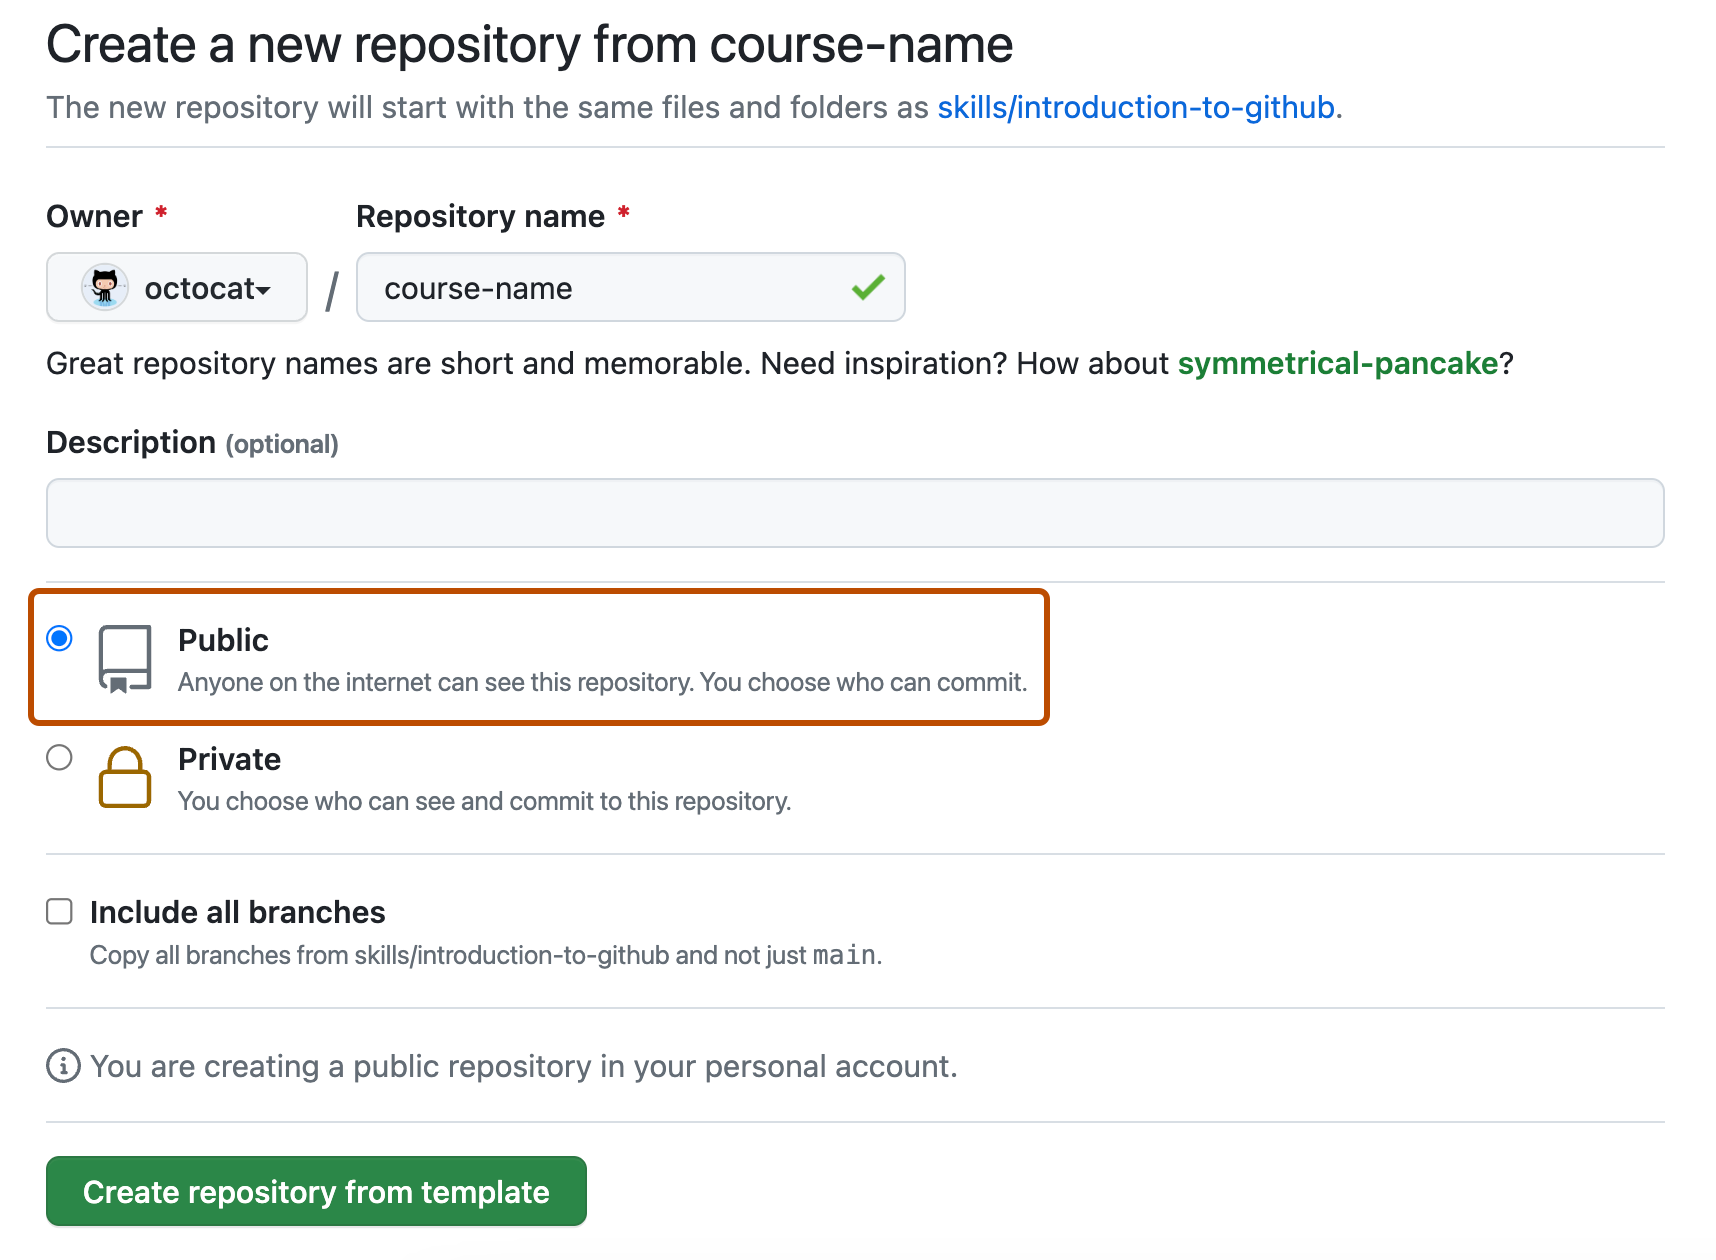 Create a new repository from course-name
The new repository will start with the same files and folders as skills/introduction-to-github.
Owner * Repository name *
octocat / course-name
Great repository names are short and memorable. Need inspiration? How about symmetrical-pancake?
Description (optional)
Public
Anyone on the internet can see this repository. You choose who can commit.
Private
You choose who can see and commit to this repository.
Include all branches
Copy all branches from skills/introduction-to-github and not just main.
You are creating a public repository in your personal account.
Create repository from template